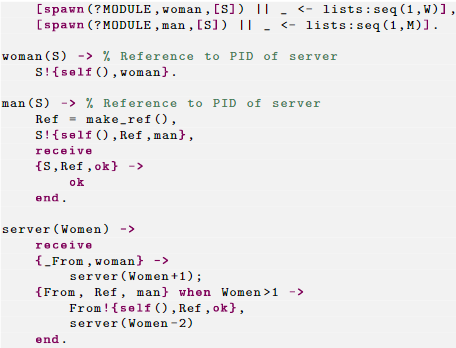 [spawn(?MODULE,woman,[S]) || _ <- lists:seq(1,W)],
[spawn(?MODULE,man,[S]) || _ <- lists:seq(1,M)].
woman(S) -> % Reference to PID of server
S!{self(),woman}.
man(S) -> % Reference to PID of server
Ref = make_ref(),
S!{self(),Ref,man},
receive
{S,Ref,ok} ->
ok
end.
server(Women) ->
receive
{_From,woman} ->
server(Women+1);
{From, Ref, man} when Women>1 ->
From!{self(),Ref,ok},
server(Women-2)
end.